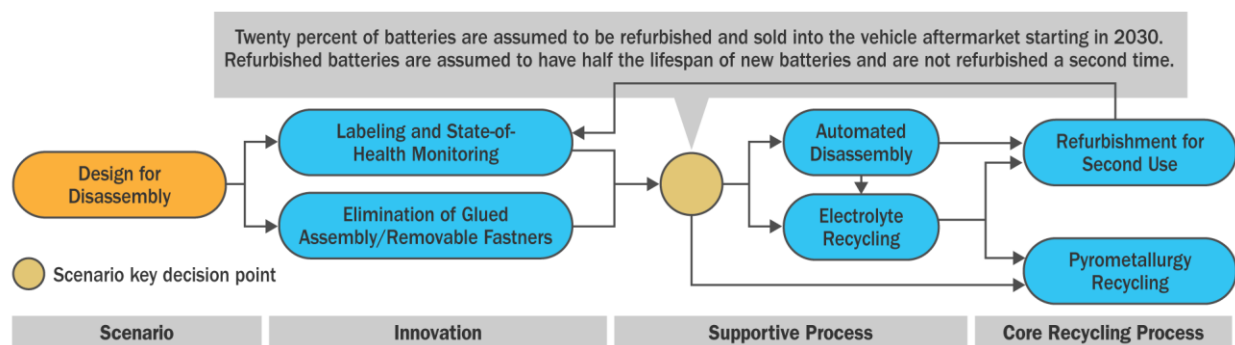 Twenty percent of batteries are assumed to be refurbished and sold into the vehicle aftermarket starting in 2030.
Refurbished batteries are assumed to have half the lifespan of new batteries and are not refurbished a second time.
Design for
Disassembly
Labeling and State-of-
Health Monitoring
Elimination of Glued
Assembly/Removable Fastners
Automated
Disassembly
Electrolyte
Recycling
Refurbishment for
Second Use
Pyrometallurgy
Recycling
Scenario key decision point
Scenario
Innovation
Supportive Process
Core Recycling Process